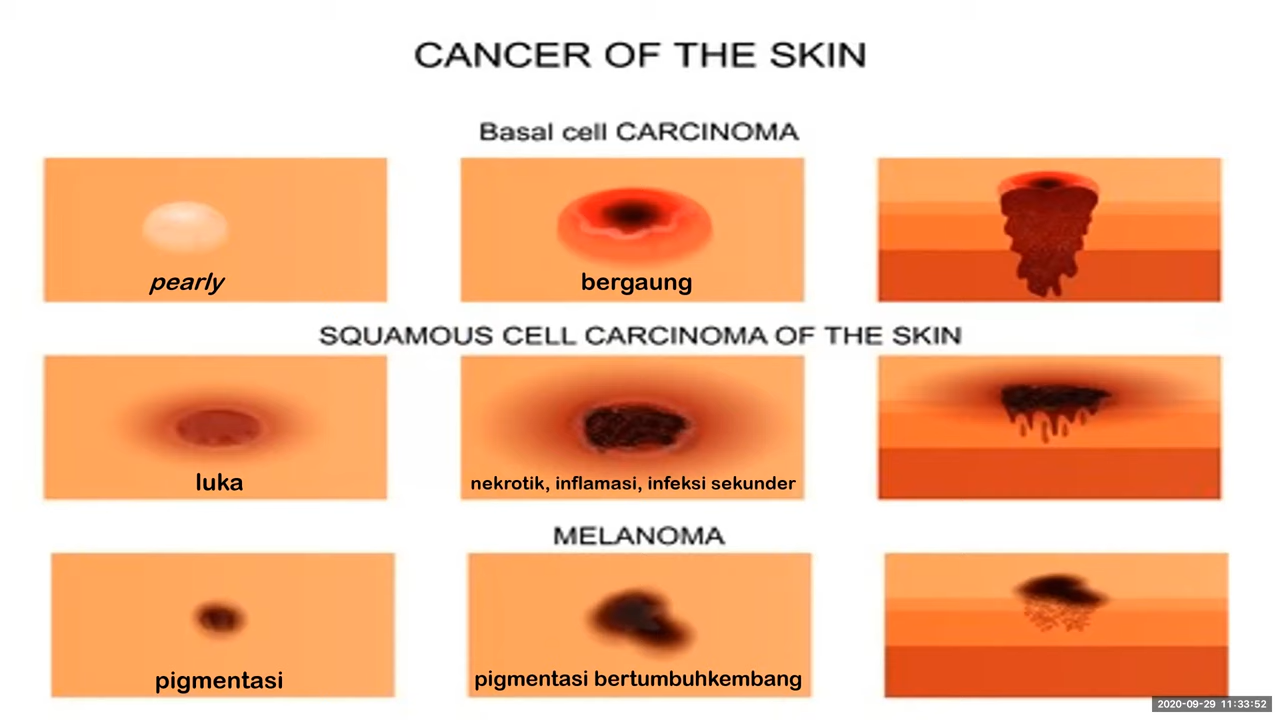 CANCER OF THE SKIN
Basal cell CARCINOMA
pearly
bergaung
SQUAMOUS CELL CARCINOMA OF THE SKIN
luka
nekrotik, inflamasi, infeksi sekunder
MELANOMA
pigmentasi
pigmentasi bertumbuhkembang
2020-09-29 11:33:52